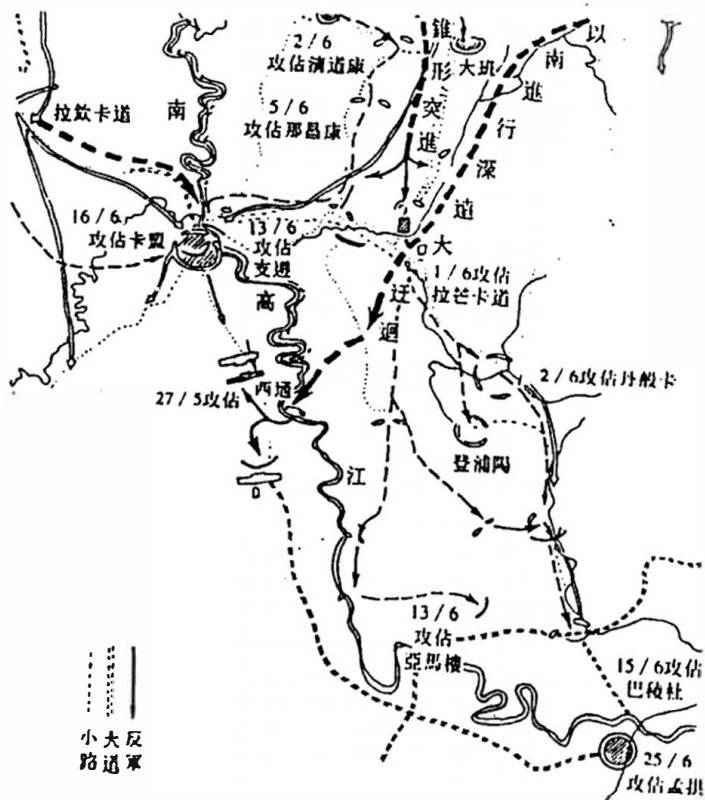 2/6
攻佔道康
5/6
攻佔那昌康
錐形突進
大班
以南進行深遠大迂迴
拉欽卡道
南高江
16/6
攻佔卡盟
13/6
攻佔
支遵
1/6攻佔
拉芒卡道
2/6攻佔丹般卡
27/5攻佔
西通
登浦陽
13/6
攻佔
亞馬樓
15/6攻佔
巴稜杜
25/6
攻佔孟拱
反軍
大道
小路